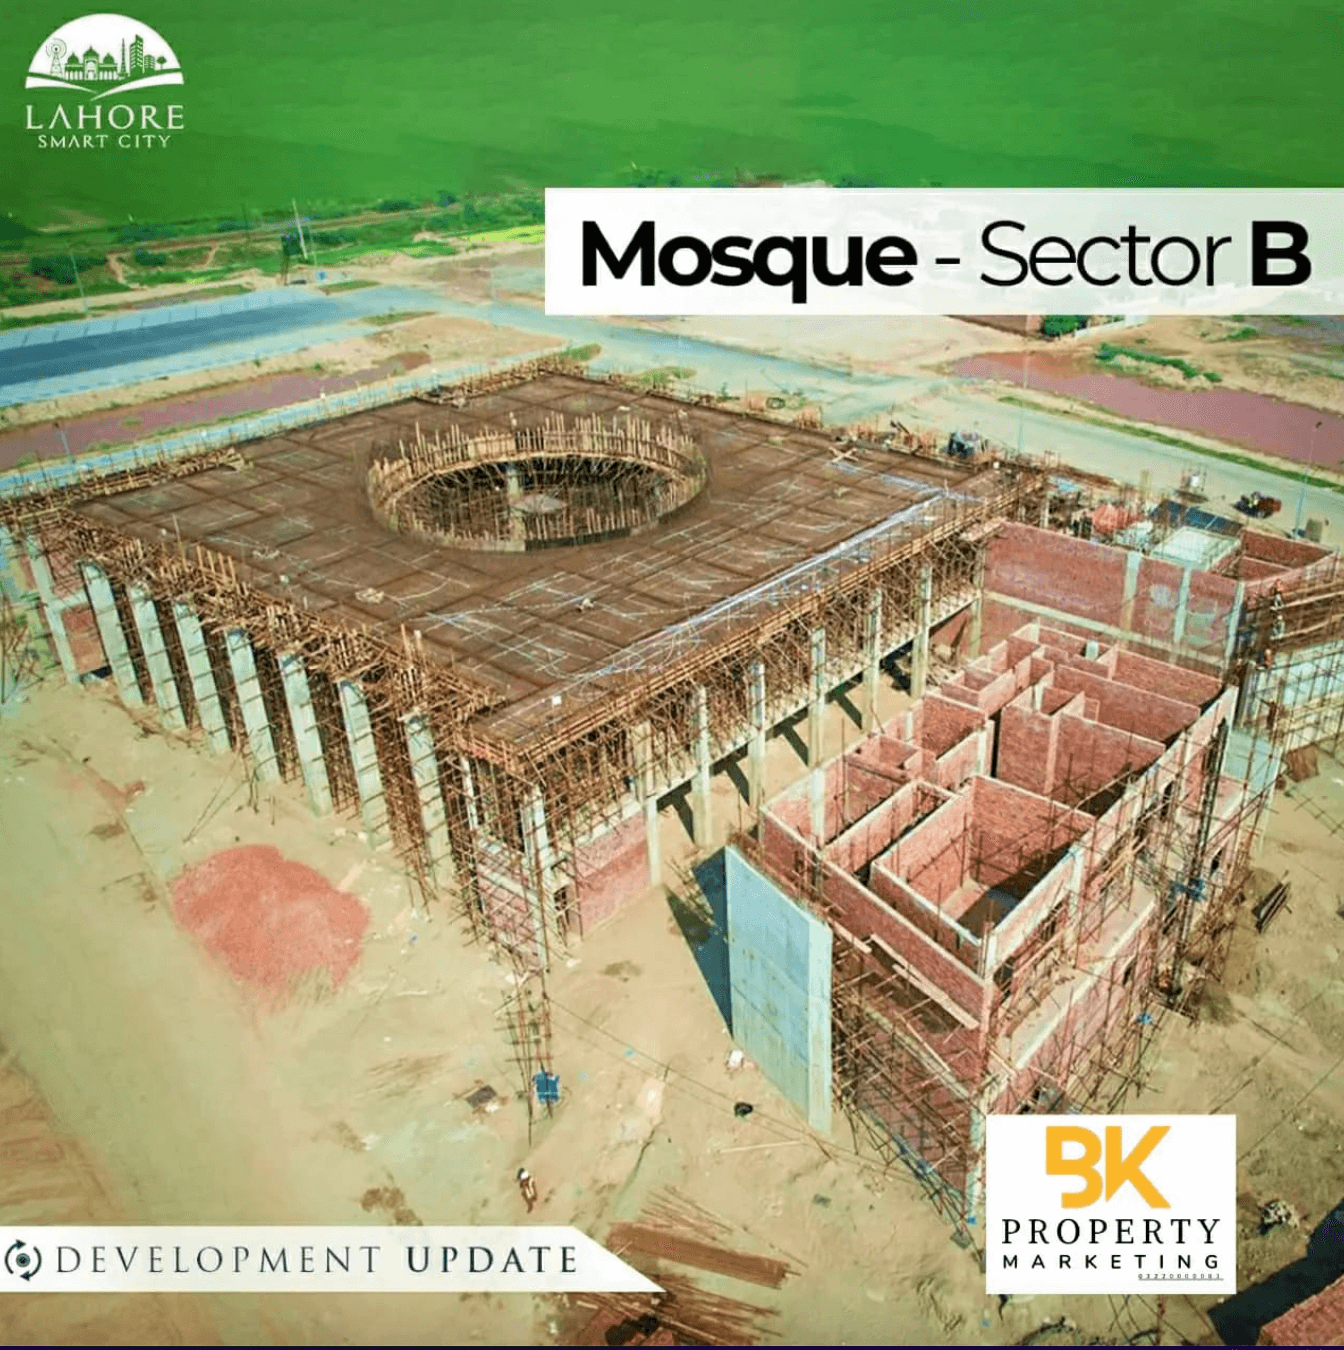 LAHORE
SMART CITY
Mosque - Sector B
DEVELOPMENT UPDATE
BK
PROPERTY
MARKETING